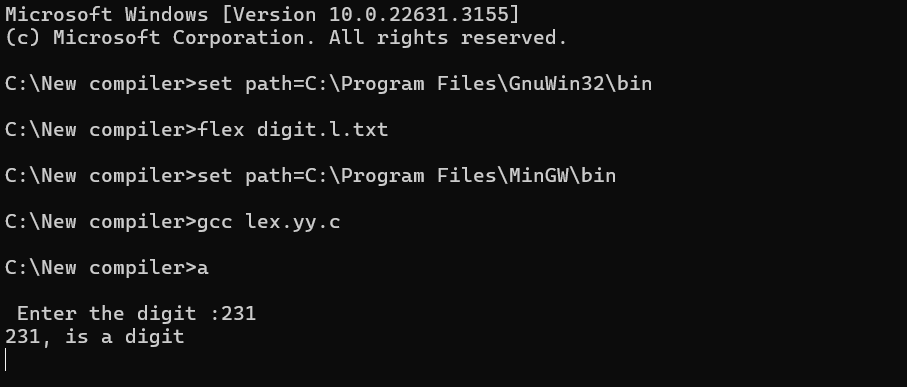 Microsoft Windows [Version 10.0.22631.3155]
(c) Microsoft Corporation. All rights reserved.
C:\New compiler>set path=C:\Program Files\GnuWin32\bin
C:\New compiler>flex digit.l.txt
C:\New compiler>set path=C:\Program Files\MinGW\bin
C:\New compiler>gcc lex.yy.c
C:\New compiler>a
Enter the digit :231
231, is a digit